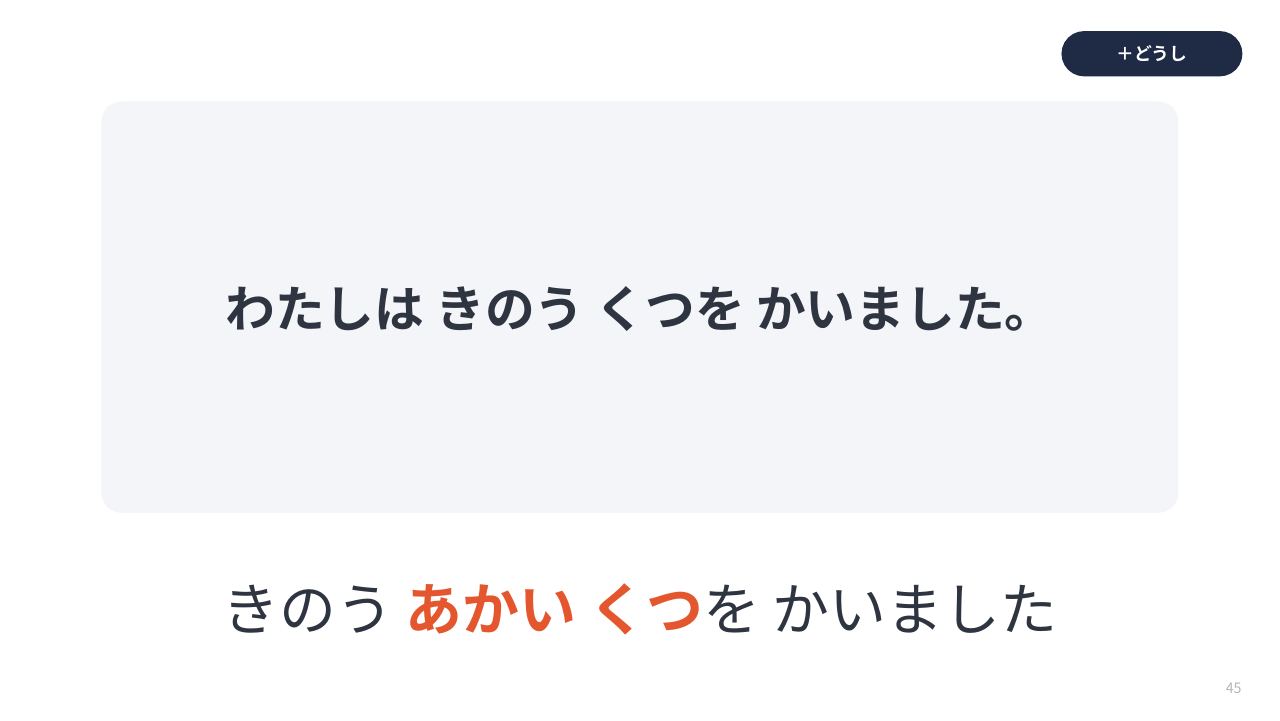 ＋どうし
わたしは きのう くつを かいました。
きのう あかい くつを かいました
45